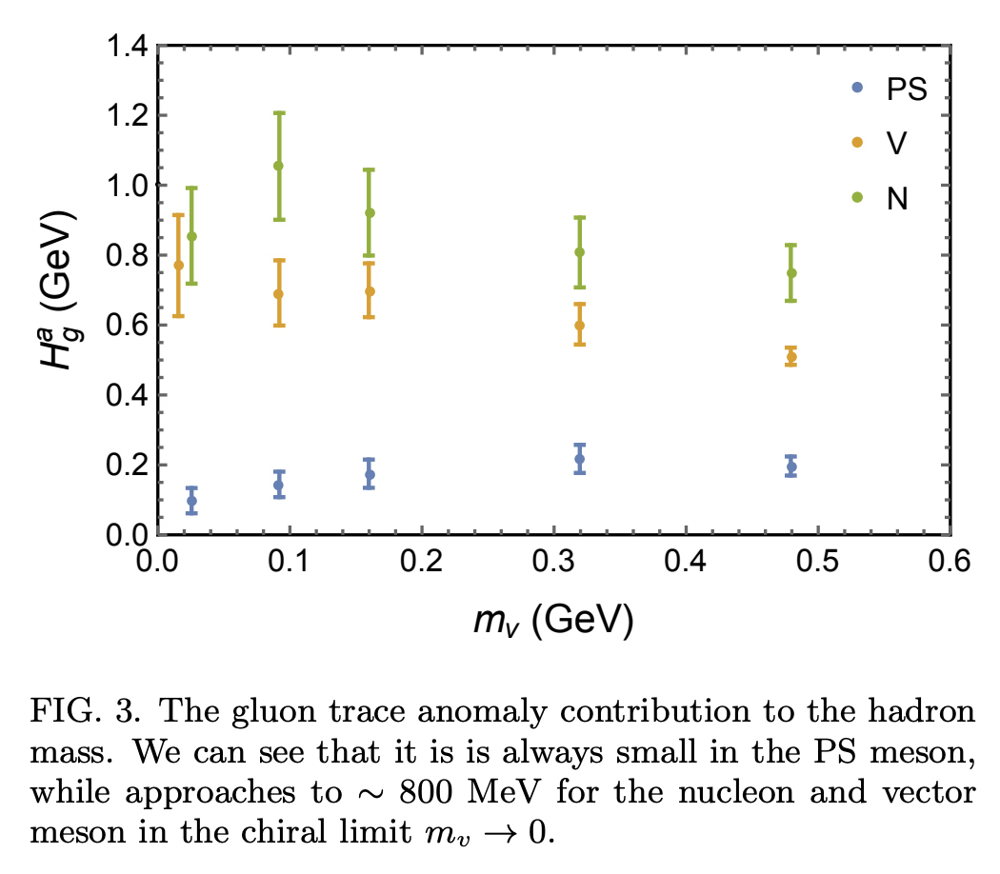 1.4
1.2
1.0
0.8
0.6
0.4
0.2
0.0
H_g^a (GeV)
PS
V
N
0.0 0.1 0.2 0.3 0.4 0.5 0.6
m_v (GeV)
FIG. 3. The gluon trace anomaly contribution to the hadron
mass. We can see that it is is always small in the PS meson,
while approaches to ∼ 800 MeV for the nucleon and vector
meson in the chiral limit m_v → 0.